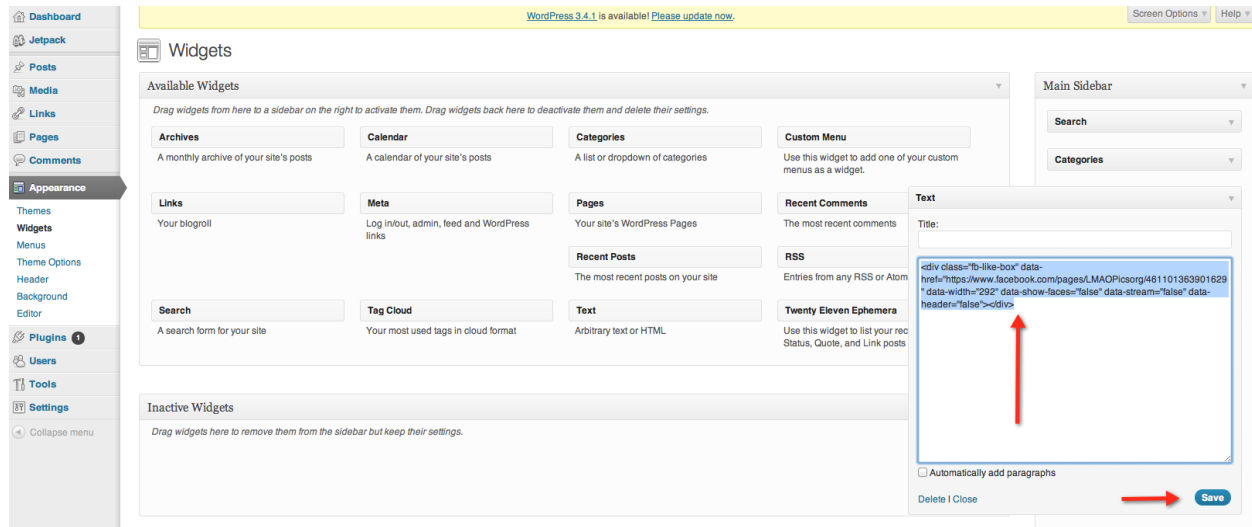 Dashboard
Jetpack
Posts
Media
Links
Pages
Comments
Appearance
Themes
Widgets
Menus
Theme Options
Header
Background
Editor
Plugins 1
Users
Tools
Settings
Collapse menu
WordPress 3.4.1 is available! Please update now.
Screen Options
Help
Widgets
Available Widgets
Drag widgets from here to a sidebar on the right to activate them. Drag widgets back here to deactivate them and delete their settings.
Archives
A monthly archive of your site's posts
Calendar
A calendar of your site's posts
Categories
A list or dropdown of categories
Custom Menu
Use this widget to add one of your custom
menus as a widget.
Links
Your blogroll
Meta
Log in/out, admin, feed and WordPress
links
Pages
Your site's WordPress Pages
Recent Comments
The most recent comments
Recent Posts
The most recent posts on your site
RSS
Entries from any RSS or Atom
Search
A search form for your site
Tag Cloud
Your most used tags in cloud format
Text
Arbitrary text or HTML
Twenty Eleven Ephemera
Use this widget to list your rec
Status, Quote, and Link posts
Inactive Widgets
Drag widgets here to remove them from the sidebar but keep their settings.
Main Sidebar
Search
Categories
Text
Title:
<div class="fb-like-box" data-
href="https://www.facebook.com/pages/LMAOPicsorg/461101363901629
" data-width="292" data-show-faces="false" data-stream="false" data-
header="false"></div>
Automatically add paragraphs
Delete | Close
Save